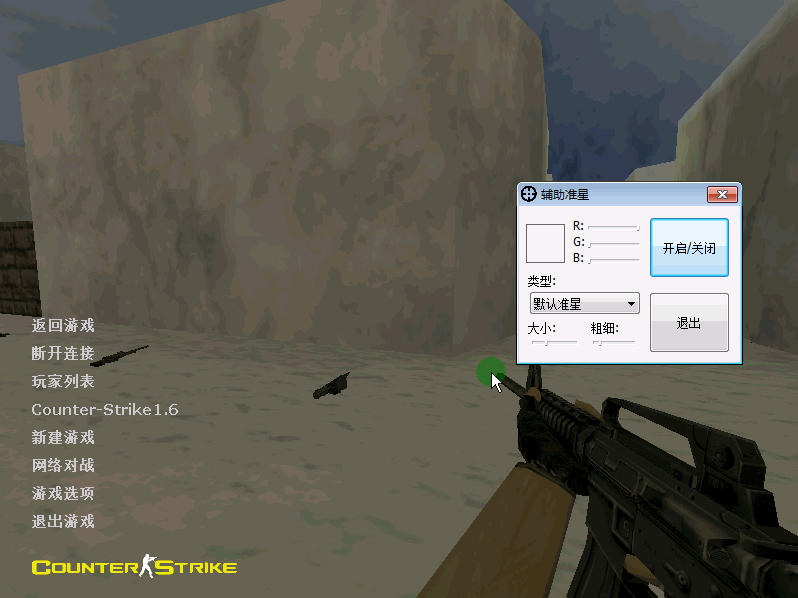 辅助准星
R:
G:
B:
开启/关闭
类型:
默认准星
大小:
粗细:
退出
返回游戏
断开连接
玩家列表
Counter-Strike1.6
新建游戏
网络对战
游戏选项
退出游戏
COUNTER STRIKE